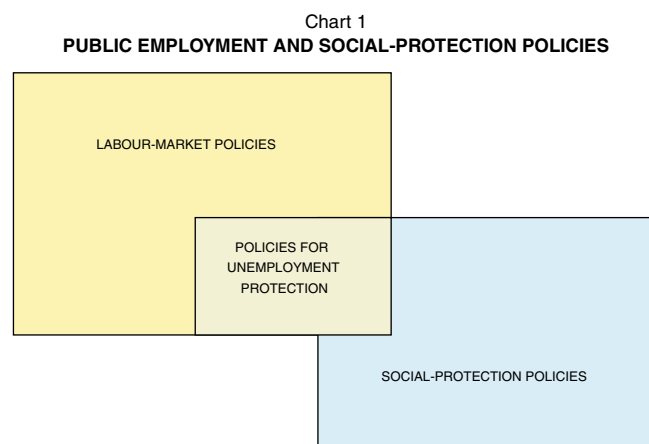 Chart 1
PUBLIC EMPLOYMENT AND SOCIAL-PROTECTION POLICIES
LABOUR-MARKET POLICIES
POLICIES FOR
UNEMPLOYMENT
PROTECTION
SOCIAL-PROTECTION POLICIES